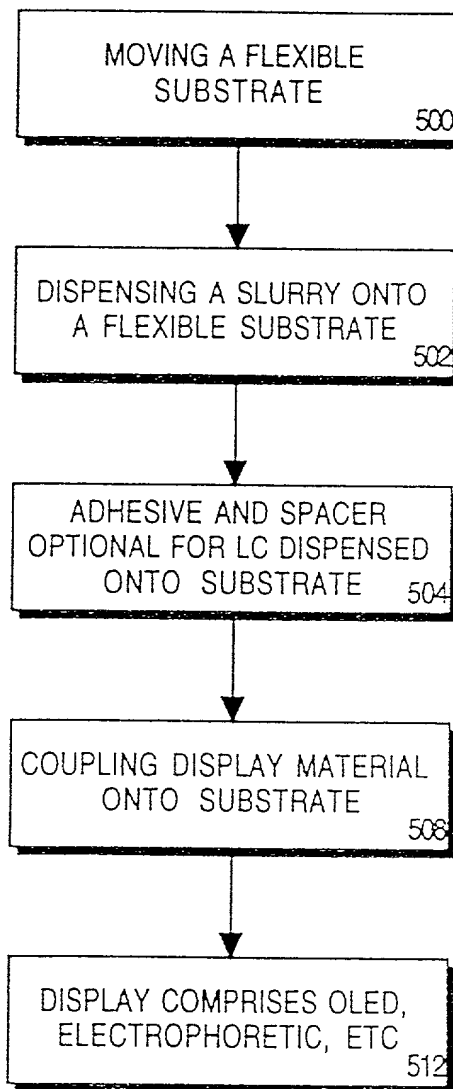 MOVING A FLEXIBLE
SUBSTRATE
500
DISPENSING A SLURRY ONTO
A FLEXIBLE SUBSTRATE
502
ADHESIVE AND SPACER
OPTIONAL FOR LC DISPENSED
ONTO SUBSTRATE
504
COUPLING DISPLAY MATERIAL
ONTO SUBSTRATE
508
DISPLAY COMPRISES OLED,
ELECTROPHORETIC, ETC
512